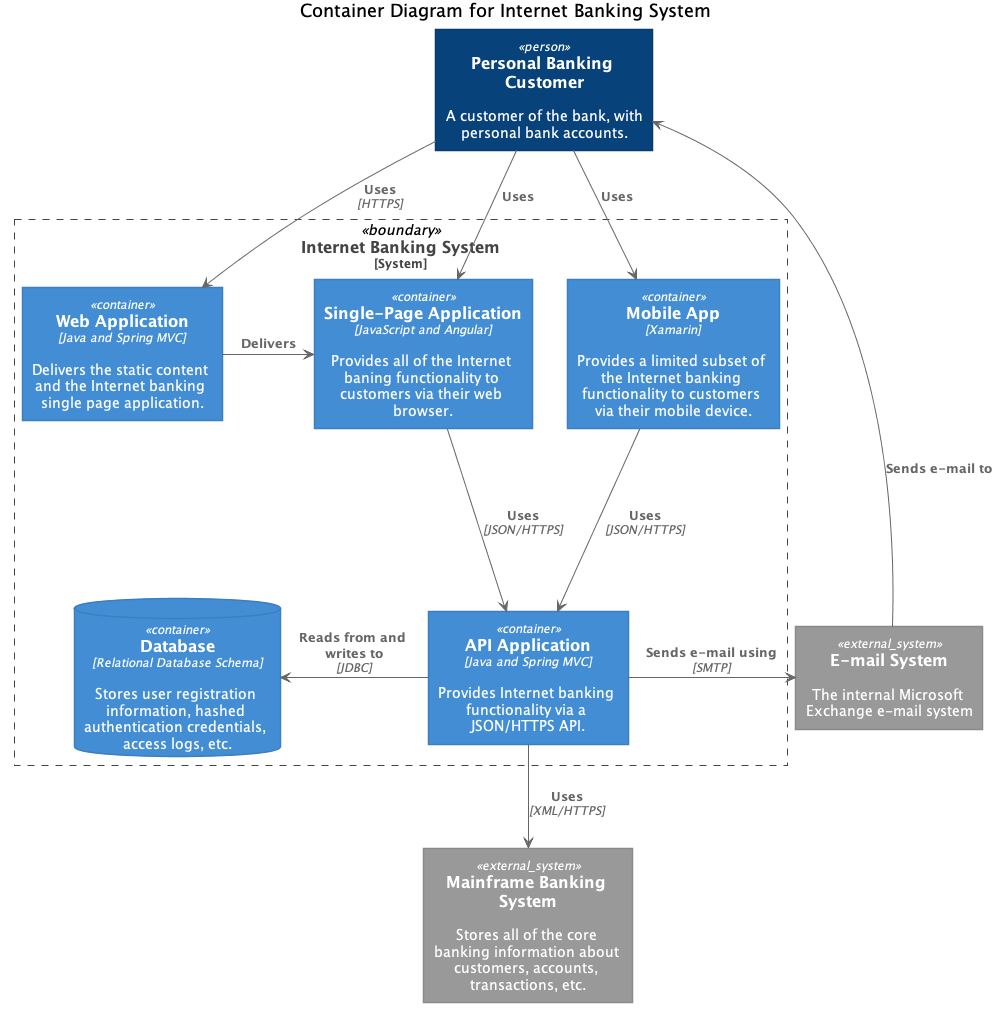 Container Diagram for Internet Banking System
«person»
Personal Banking
Customer
A customer of the bank, with
personal bank accounts.
Uses
[HTTPS]
Uses
Uses
«boundary»
Internet Banking System
[System]
«container»
Web Application
[Java and Spring MVC]
Delivers the static content
and the Internet banking
single page application.
Delivers
«container»
Single-Page Application
[JavaScript and Angular]
Provides all of the Internet
baning functionality to
customers via their web
browser.
«container»
Mobile App
[Xamarin]
Provides a limited subset of
the Internet banking
functionality to customers
via their mobile device.
Sends e-mail to
Uses
[JSON/HTTPS]
Uses
[JSON/HTTPS]
«container»
Database
[Relational Database Schema]
Stores user registration
information, hashed
authentication credentials,
access logs, etc.
Reads from and
writes to
[JDBC]
«container»
API Application
[Java and Spring MVC]
Provides Internet banking
functionality via a
JSON/HTTPS API.
Sends e-mail using
[SMTP]
«external_system»
E-mail System
The internal Microsoft
Exchange e-mail system
Uses
[XML/HTTPS]
«external_system»
Mainframe Banking
System
Stores all of the core
banking information about
customers, accounts,
transactions, etc.